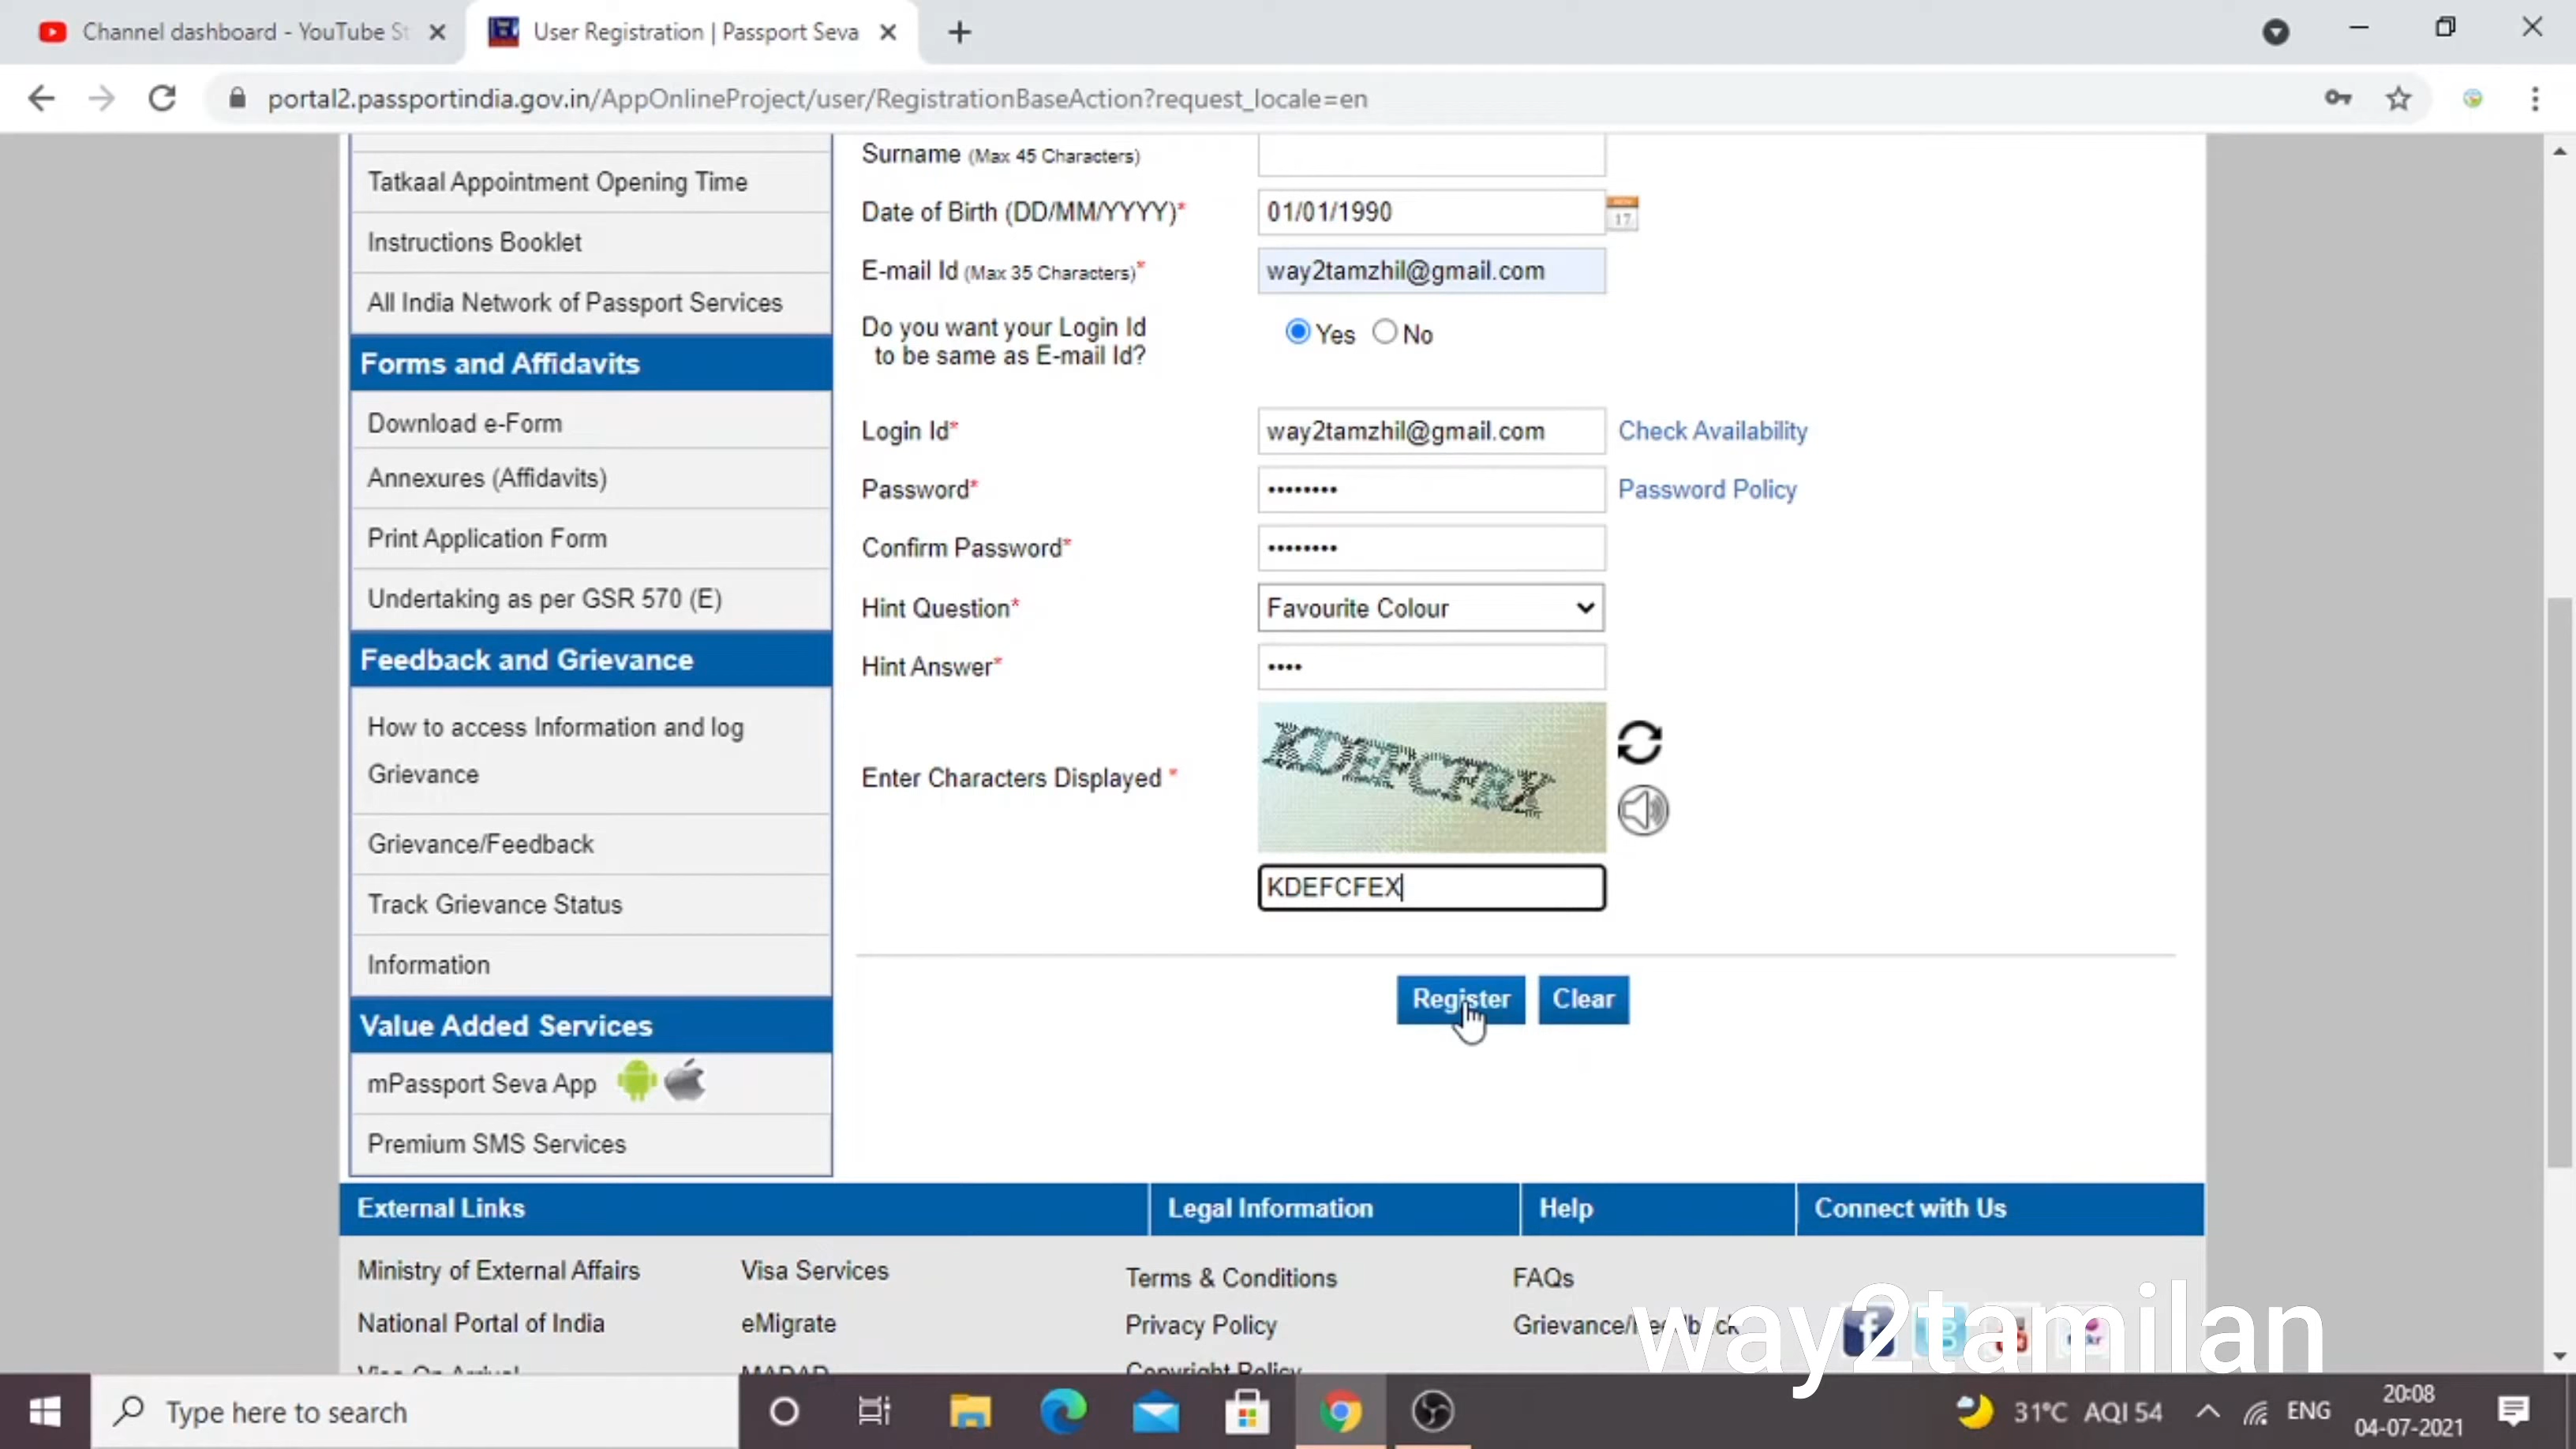 Channel dashboard - YouTube St
User Registration | Passport Seva
portal2.passportindia.gov.in/AppOnlineProject/user/RegistrationBaseAction?request_locale=en
Tatkaal Appointment Opening Time
Instructions Booklet
All India Network of Passport Services
Forms and Affidavits
Download e-Form
Annexures (Affidavits)
Print Application Form
Undertaking as per GSR 570 (E)
Feedback and Grievance
How to access Information and log
Grievance
Grievance/Feedback
Track Grievance Status
Information
Value Added Services
mPassport Seva App
Premium SMS Services
Surname (Max 45 Characters)
Date of Birth (DD/MM/YYYY)* 01/01/1990
17
E-mail Id (Max 35 Characters)* way2tamzhil@gmail.com
Do you want your Login Id
to be same as E-mail Id?
Yes No
Login Id* way2tamzhil@gmail.com Check Availability
Password* •••••••• Password Policy
Confirm Password* ••••••••
Hint Question* Favourite Colour
Hint Answer* ••••
KDEFCFRX
Enter Characters Displayed *
KDEFCFEX
Register Clear
External Links Legal Information Help Connect with Us
Ministry of External Affairs Visa Services Terms & Conditions FAQs
National Portal of India eMigrate Privacy Policy Grievance/Feedback
Copyright Policy
way2tamilan
Type here to search
31°C AQI 54 ENG
20:08
04-07-2021